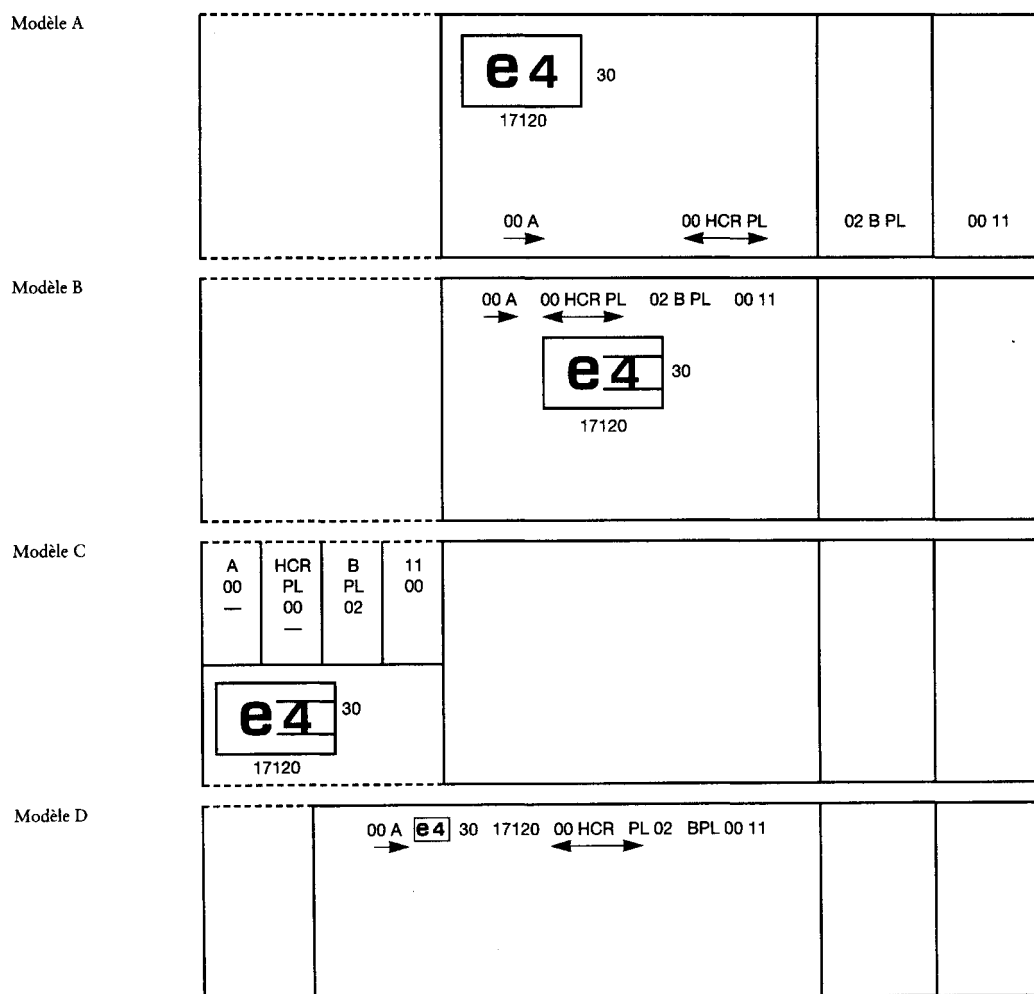 Modèle A
e4 30
17120
00 A 00 HCR PL 02 B PL 00 11
Modèle B
00 A 00 HCR PL 02 B PL 00 11
e4 30
17120
Modèle C
A HCR B 11
00 PL PL 00
— 00 02
—
e4 30
17120
Modèle D
00 A e4 30 17120 00 HCR PL 02 BPL 00 11